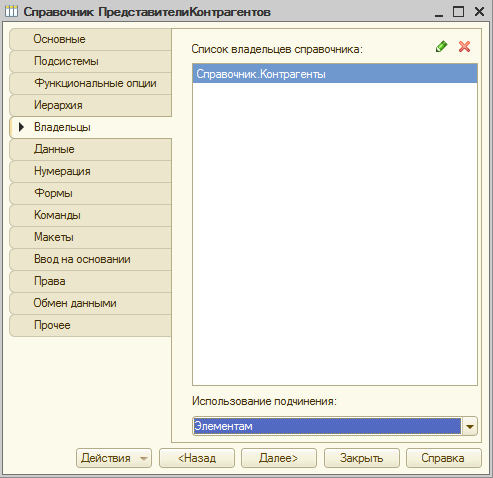 Справочник ПредставителиКонтрагентов
Основные
Подсистемы
Функциональные опции
Иерархия
Владельцы
Данные
Нумерация
Формы
Команды
Макеты
Ввод на основании
Права
Обмен данными
Прочее
Список владельцев справочника:
Справочник.Контрагенты
Использование подчинения:
Элементам
Действия <Назад Далее> Закрыть Справка